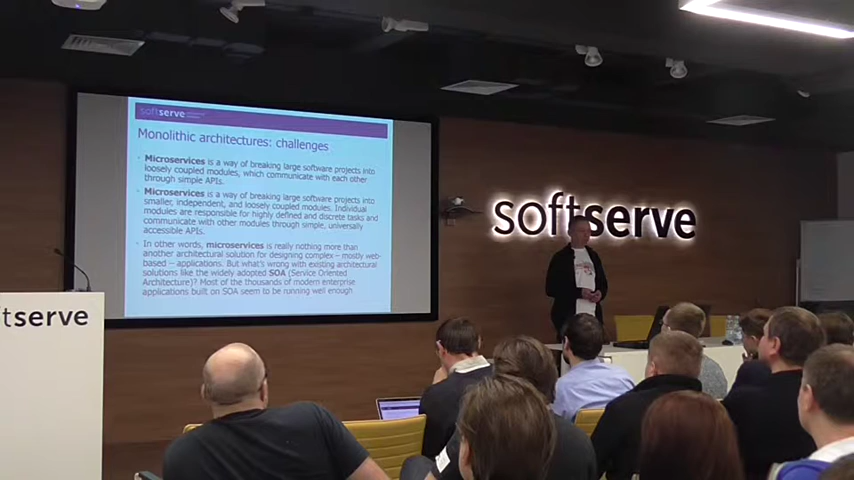 softserve
Monolithic architectures: challenges
Microservices is a way of breaking large software projects into
loosely coupled modules, which communicate with each other
through simple APIs.
Microservices is a way of breaking large software projects into
smaller, independent, and loosely coupled modules. Individual
modules are responsible for highly defined and discrete tasks and
communicate with other modules through simple, universally
accessible APIs.
In other words, microservices is really nothing more than
another architectural solution for designing complex – mostly web-
based – applications. But what's wrong with existing architectural
solutions like the widely adopted SOA (Service Oriented
Architecture)? Most of the thousands of modern enterprise
applications built on SOA seem to be running well enough.
softserve
tserve